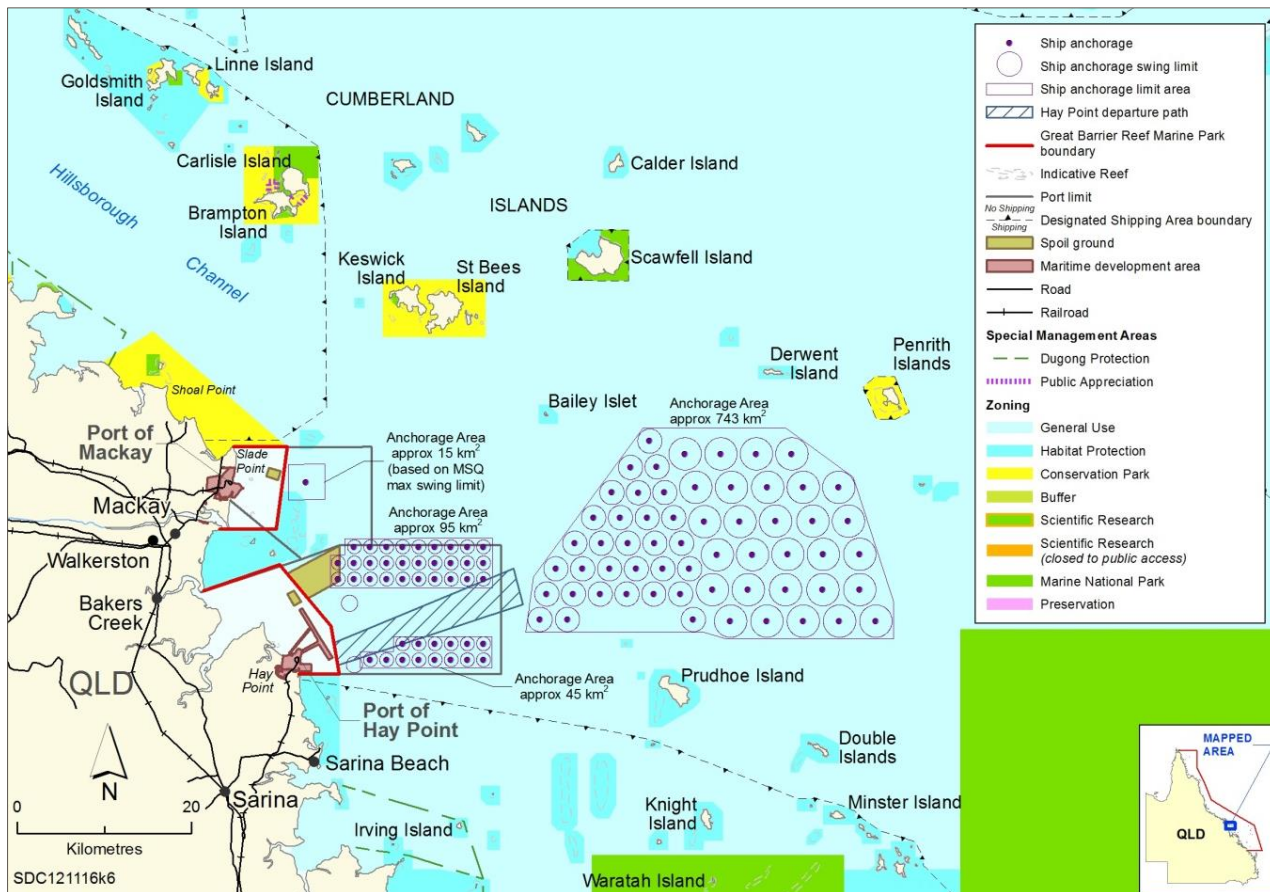 Goldsmith
Island
Linne Island
CUMBERLAND
Carlisle Island
Calder Island
Hillsborough
Channel
Brampton
Island
ISLANDS
Keswick
Island
St Bees
Island
Scawfell Island
Penrith
Islands
Derwent
Island
Shoal Point
Bailey Islet
Anchorage Area
approx 743 km²
Port of
Mackay
Slade
Point
Anchorage Area
approx 15 km²
(based on MSQ
max swing limit)
Mackay
Anchorage Area
approx 95 km²
Walkerston
Bakers
Creek
Hay
Point
QLD
Anchorage Area
approx 45 km²
Prudhoe Island
Port of
Hay Point
Double
Islands
Sarina Beach
N
Sarina
0 20
Kilometres
Irving Island
Knight
Island
Minster Island
Waratah Island
SDC121116k6
Ship anchorage
Ship anchorage swing limit
Ship anchorage limit area
Hay Point departure path
Great Barrier Reef Marine Park
boundary
Indicative Reef
Port limit
No Shipping
Designated Shipping Area boundary
Shipping
Spoil ground
Maritime development area
Road
Railroad
Special Management Areas
Dugong Protection
Public Appreciation
Zoning
General Use
Habitat Protection
Conservation Park
Buffer
Scientific Research
Scientific Research
(closed to public access)
Marine National Park
Preservation
MAPPED
AREA
QLD